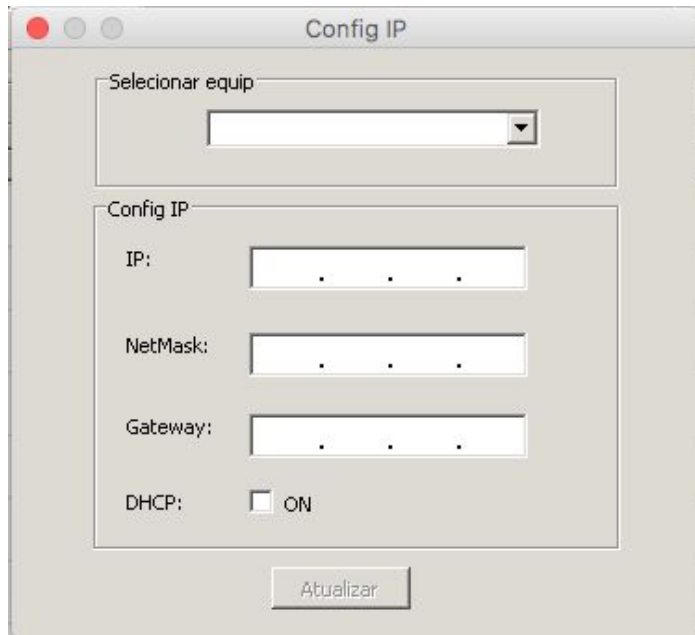 Config IP
Selecionar equip
Config IP
IP:
. . .
NetMask:
. . .
Gateway:
. . .
DHCP: ON
Atualizar